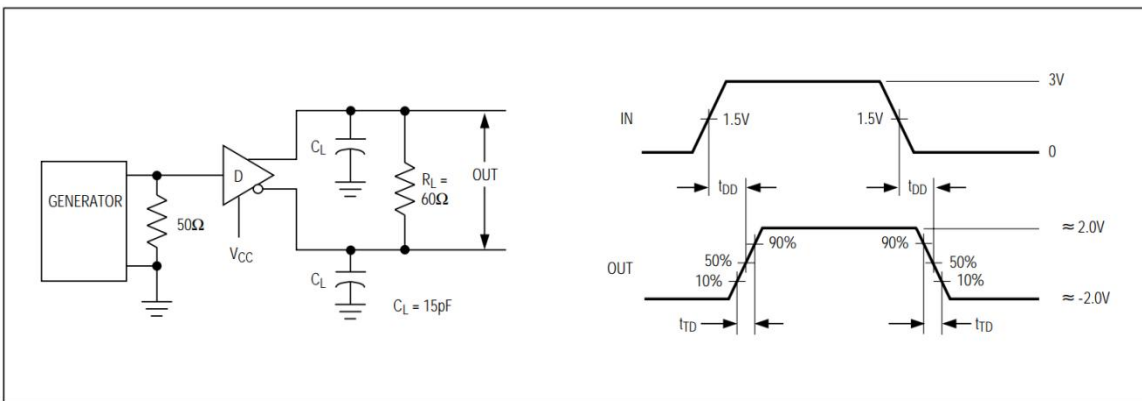 GENERATOR
50Ω
D
VCC
CL
CL
CL = 15pF
RL =
60Ω
OUT
IN
1.5V
1.5V
3V
0
tDD
tDD
OUT
90%
50%
10%
90%
50%
10%
≈ 2.0V
≈ -2.0V
tTD
tTD